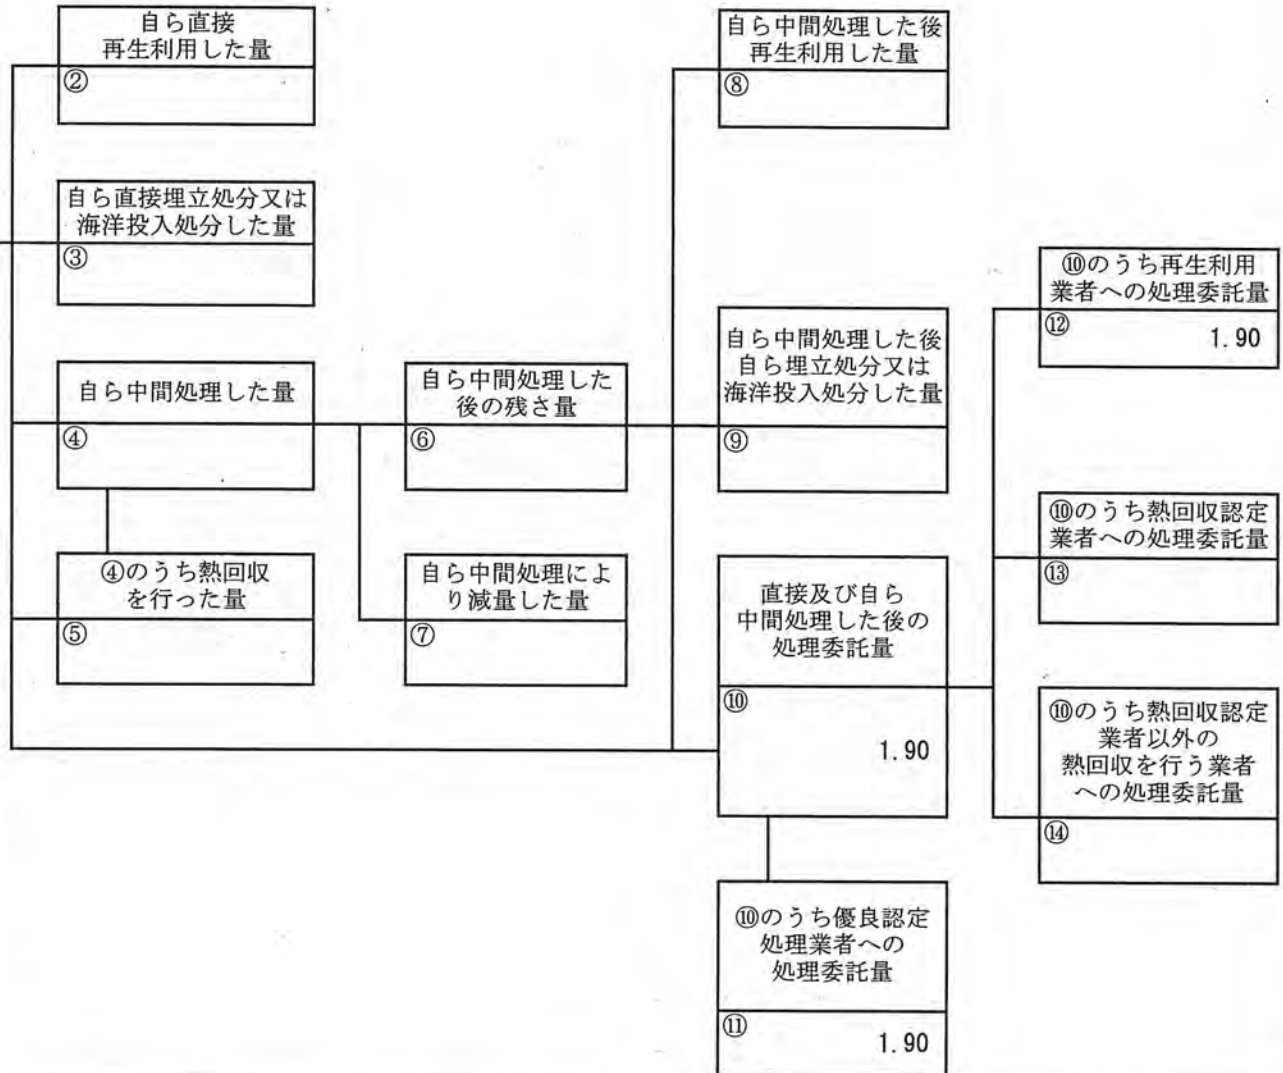 自ら直接
再生利用した量
②
自ら直接埋立処分又は
海洋投入処分した量
③
自ら中間処理した量
④
④のうち熱回収
を行った量
⑤
自ら中間処理した
後の残さ量
⑥
自ら中間処理によ
り減量した量
⑦
自ら中間処理した後
再生利用した量
⑧
自ら中間処理した後
自ら埋立処分又は
海洋投入処分した量
⑨
直接及び自ら
中間処理した後の
処理委託量
⑩
1.90
⑩のうち優良認定
処理業者への
処理委託量
⑪
1.90
⑩のうち再生利用
業者への処理委託量
⑫
1.90
⑩のうち熱回収認定
業者への処理委託量
⑬
⑩のうち熱回収認定
業者以外の
熱回収を行う業者
への処理委託量
⑭